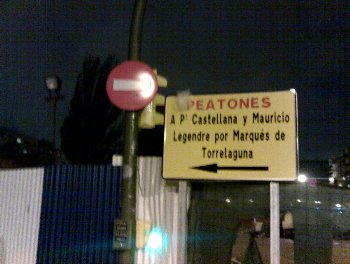 PEATONES
A Pº Castellana y Mauricio
Legendre por Marqués de
Torrelaguna